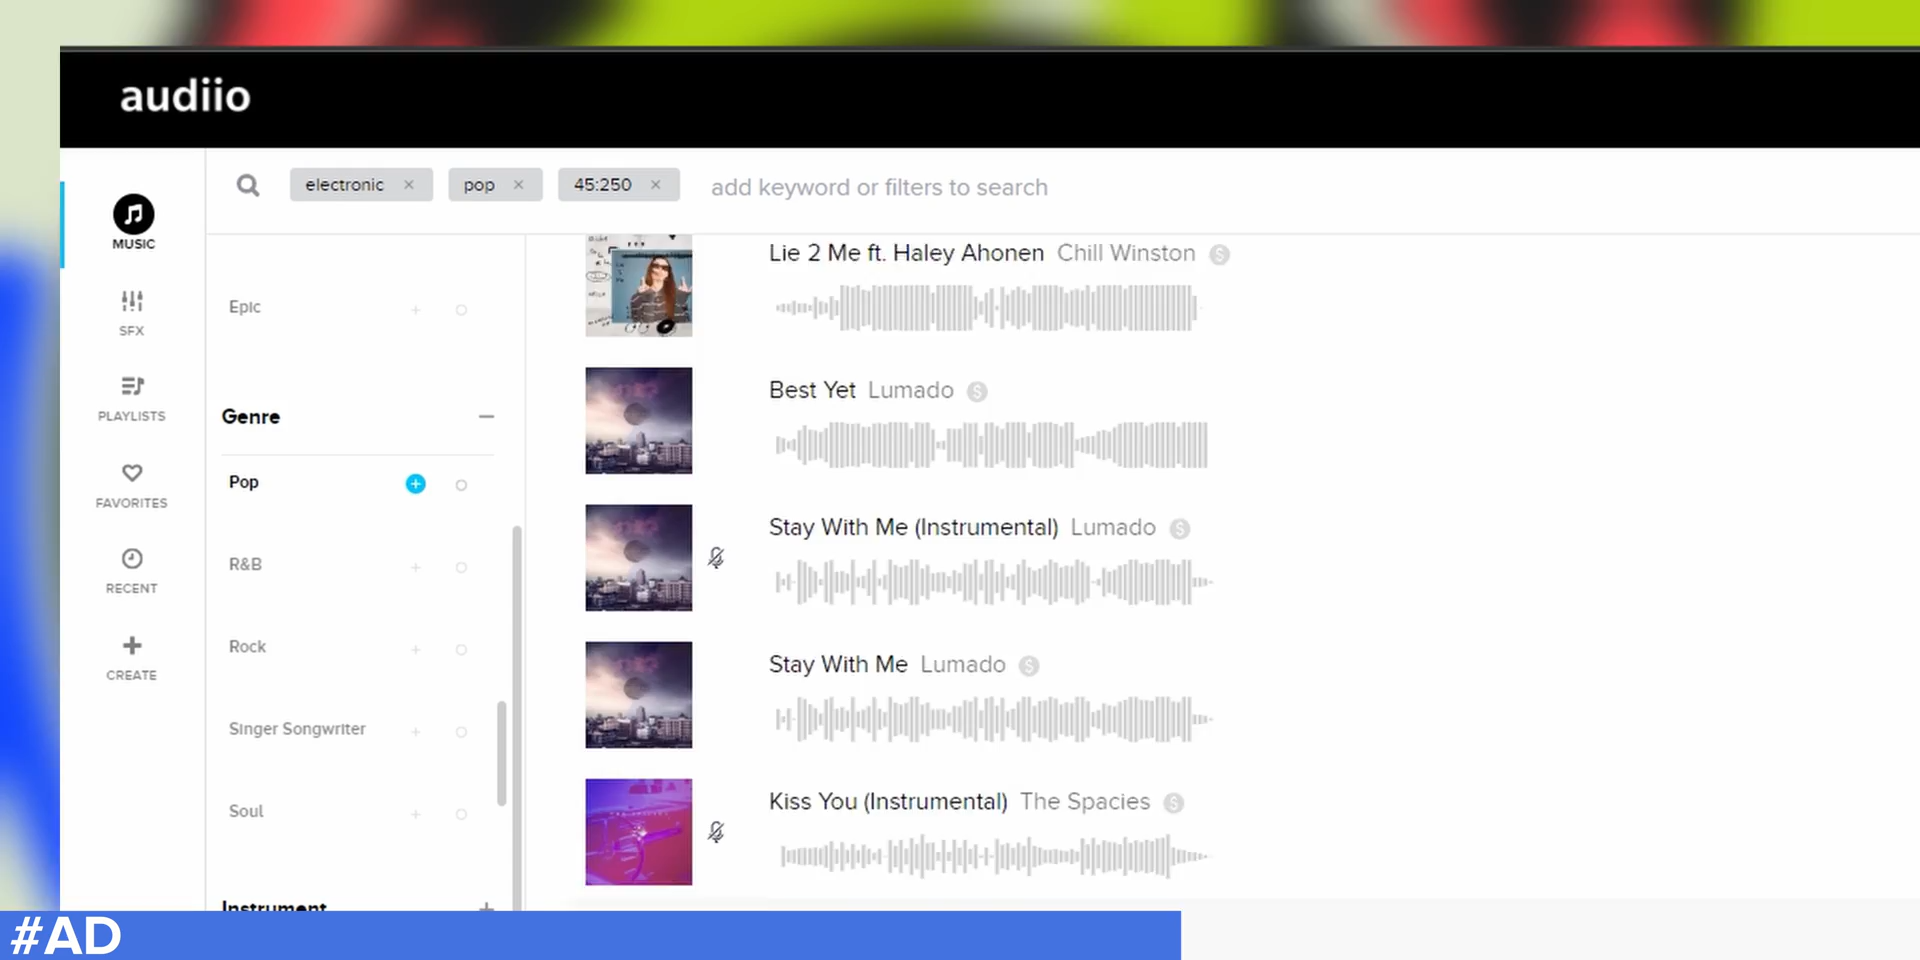 audiio
electronic × pop × 45:250 × add keyword or filters to search
MUSIC
SFX
PLAYLISTS
FAVORITES
RECENT
CREATE
Epic
Genre
Pop
R&B
Rock
Singer Songwriter
Soul
Instrument
Lie 2 Me ft. Haley Ahonen Chill Winston
Best Yet Lumado
Stay With Me (Instrumental) Lumado
Stay With Me Lumado
Kiss You (Instrumental) The Spacies
#AD